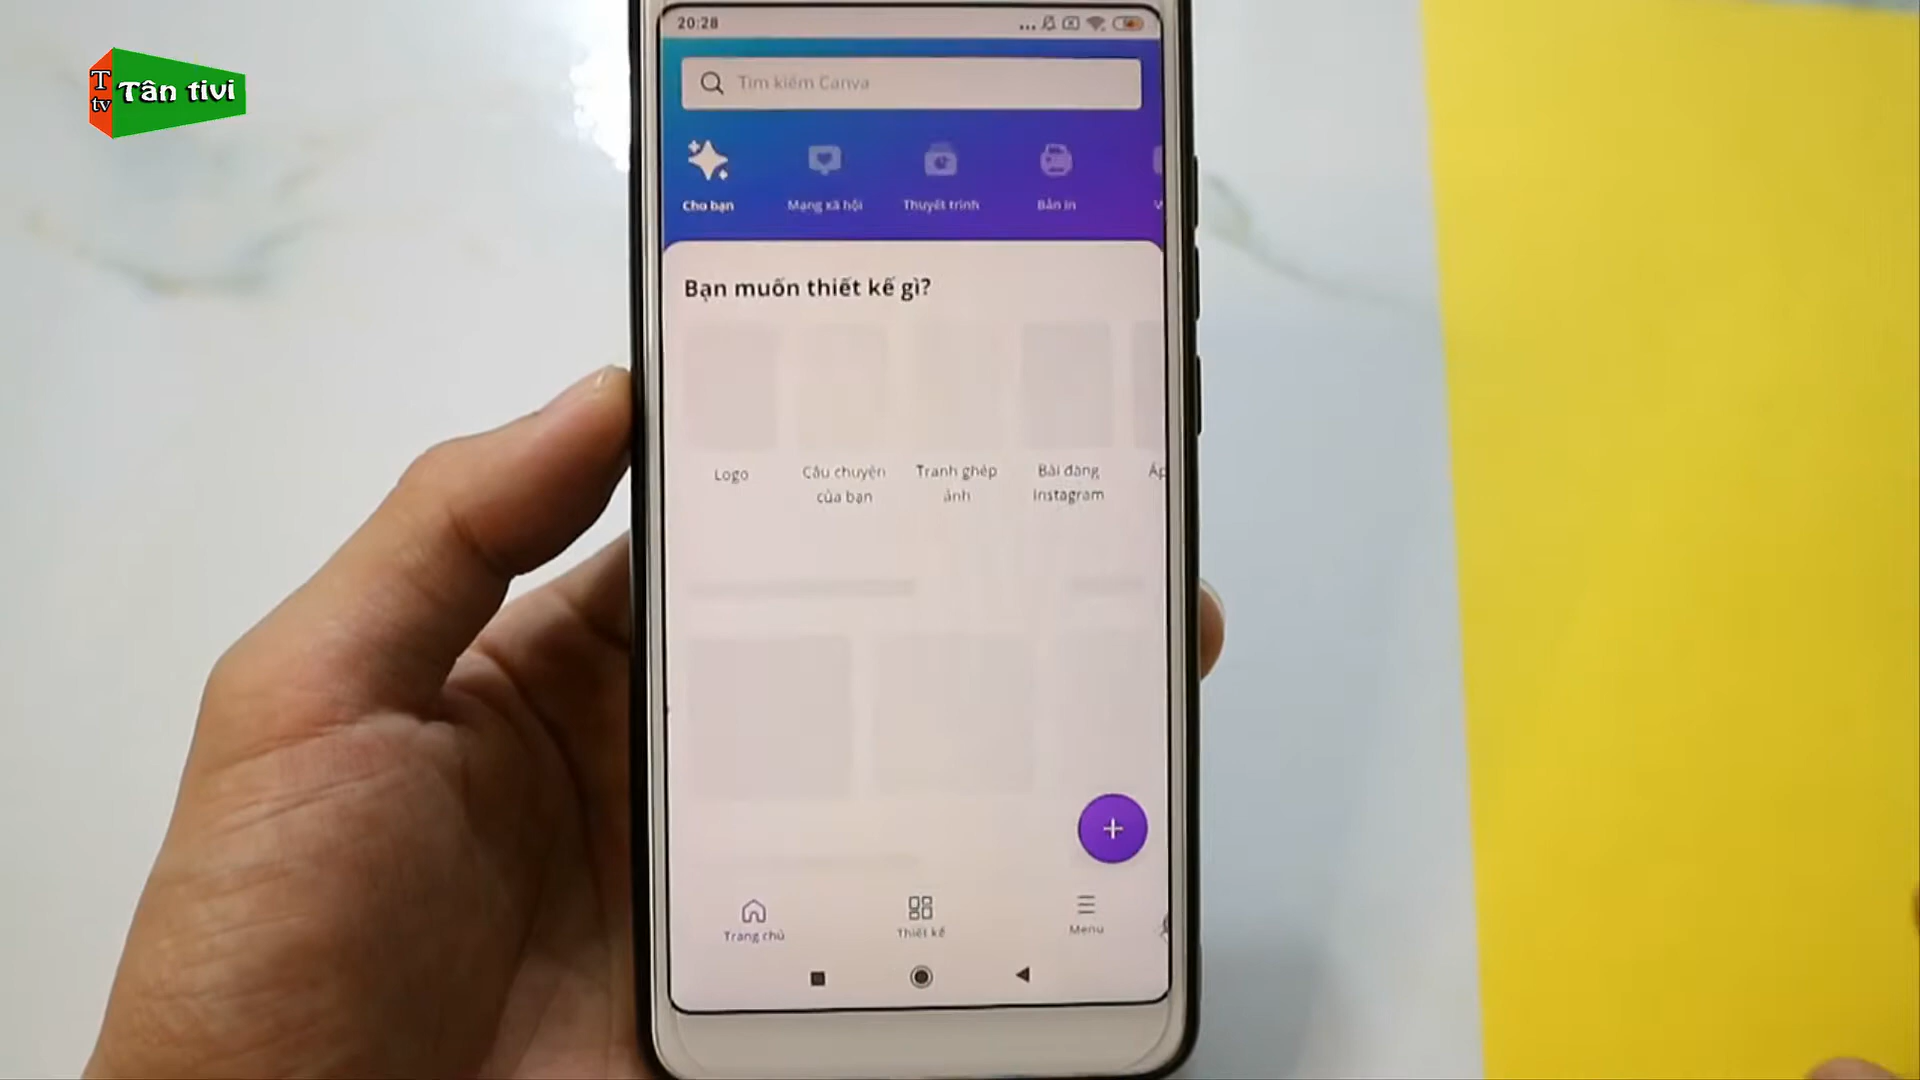 T
tv
Tân tivi
20:28
Tìm kiếm Canva
Cho bạn
Mạng xã hội
Thuyết trình
Bản in
Bạn muốn thiết kế gì?
Logo
Câu chuyện
của bạn
Tranh ghép
ảnh
Bài đăng
Instagram
Trang chủ
Thiết kế
Menu